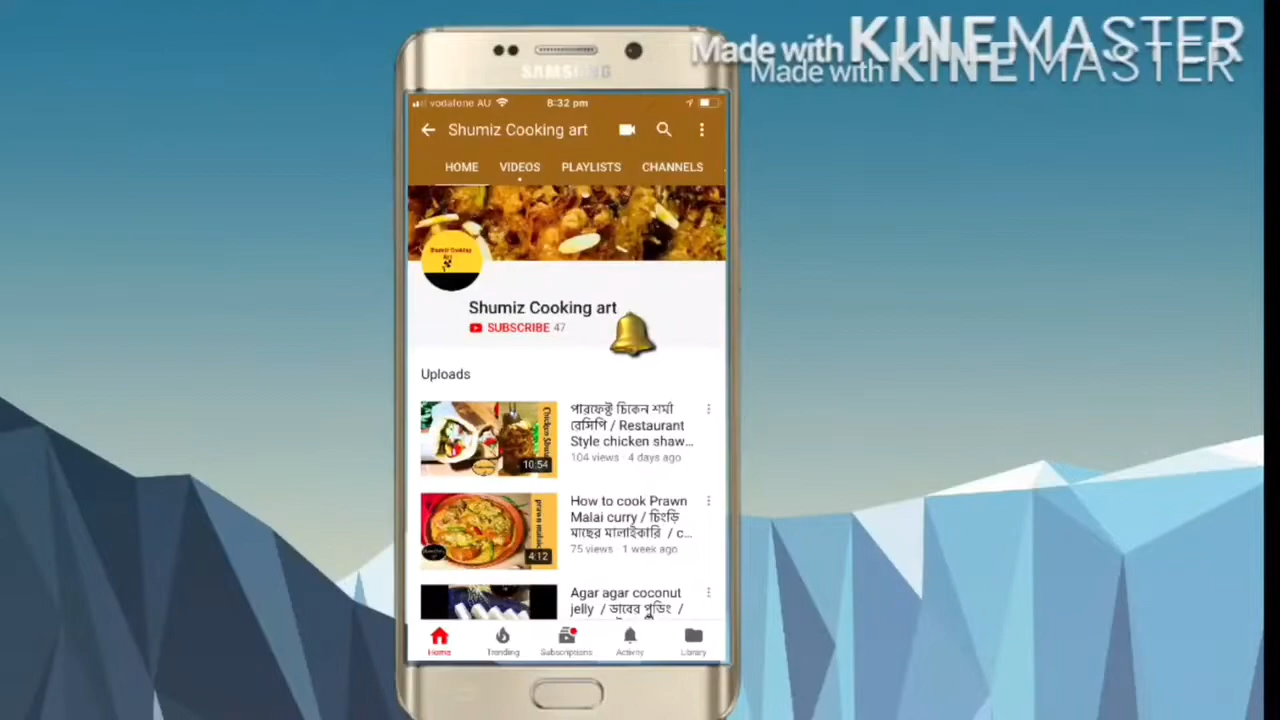 Made with KINEMASTER
Made with KINEMASTER
SAMSUNG
vodafone AU
8:32 pm
Shumiz Cooking art
HOME VIDEOS PLAYLISTS CHANNELS
Shumiz Cooking
Art
Shumiz Cooking art
SUBSCRIBE 47
Uploads
পারফেক্ট চিকেন শর্মা
রেসিপি / Restaurant
Style chicken shaw...
104 views · 4 days ago
10:54
How to cook Prawn
Malai curry / চিংড়ি
মাছের মালাইকারি / c...
75 views · 1 week ago
4:12
Agar agar coconut
jelly / ডাবের পুডিং /
Home Trending Subscriptions Activity Library